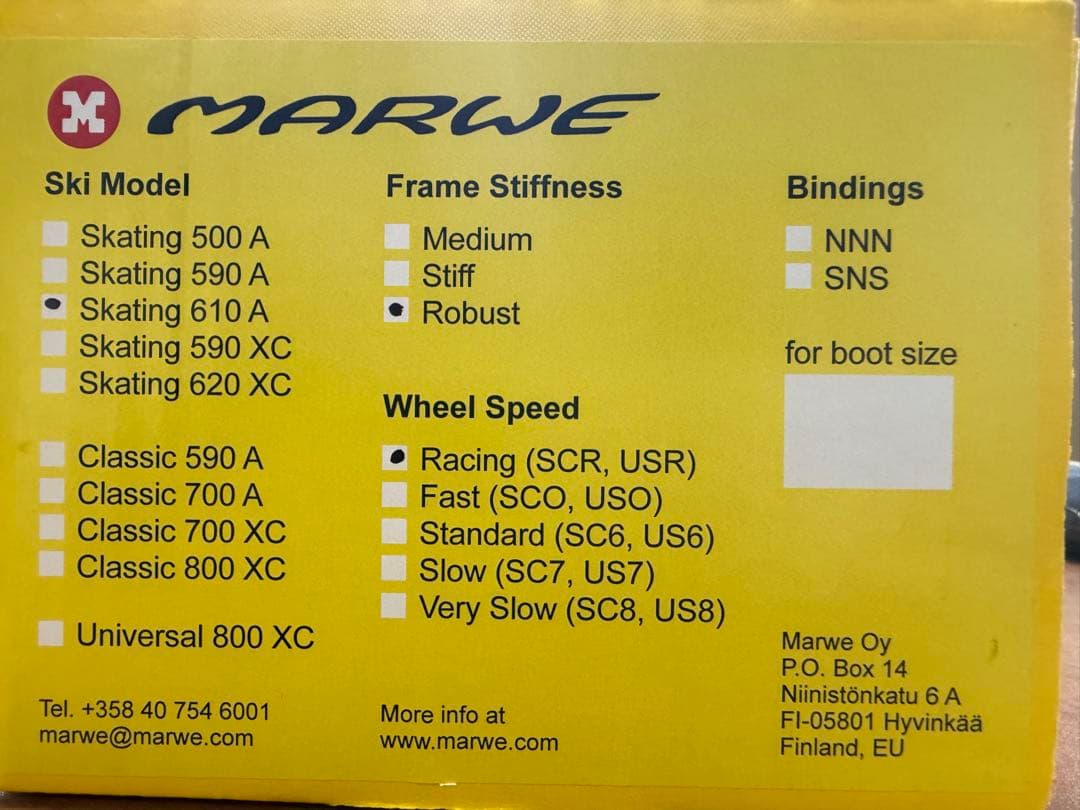 M MARWE
Ski Model
Skating 500 A
Skating 590 A
Skating 610 A
Skating 590 XC
Skating 620 XC
Classic 590 A
Classic 700 A
Classic 700 XC
Classic 800 XC
Universal 800 XC
Tel. +358 40 754 6001
marwe@marwe.com
Frame Stiffness
Medium
Stiff
Robust
Wheel Speed
Racing (SCR, USR)
Fast (SCO, USO)
Standard (SC6, US6)
Slow (SC7, US7)
Very Slow (SC8, US8)
More info at
www.marwe.com
Bindings
NNN
SNS
for boot size
Marwe Oy
P.O. Box 14
Niinistönkatu 6 A
FI-05801 Hyvinkää
Finland, EU